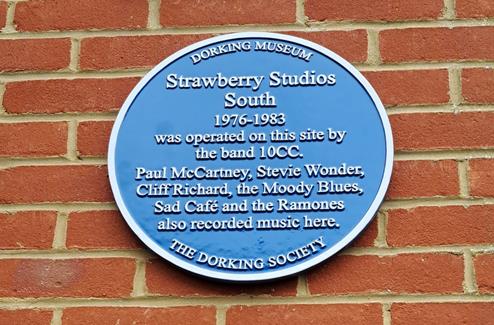 DORKING MUSEUM
Strawberry Studios
South
1976-1983
was operated on this site by
the band 10CC.
Paul McCartney, Stevie Wonder,
Cliff Richard, the Moody Blues,
Sad Café and the Ramones
also recorded music here.
THE DORKING SOCIETY